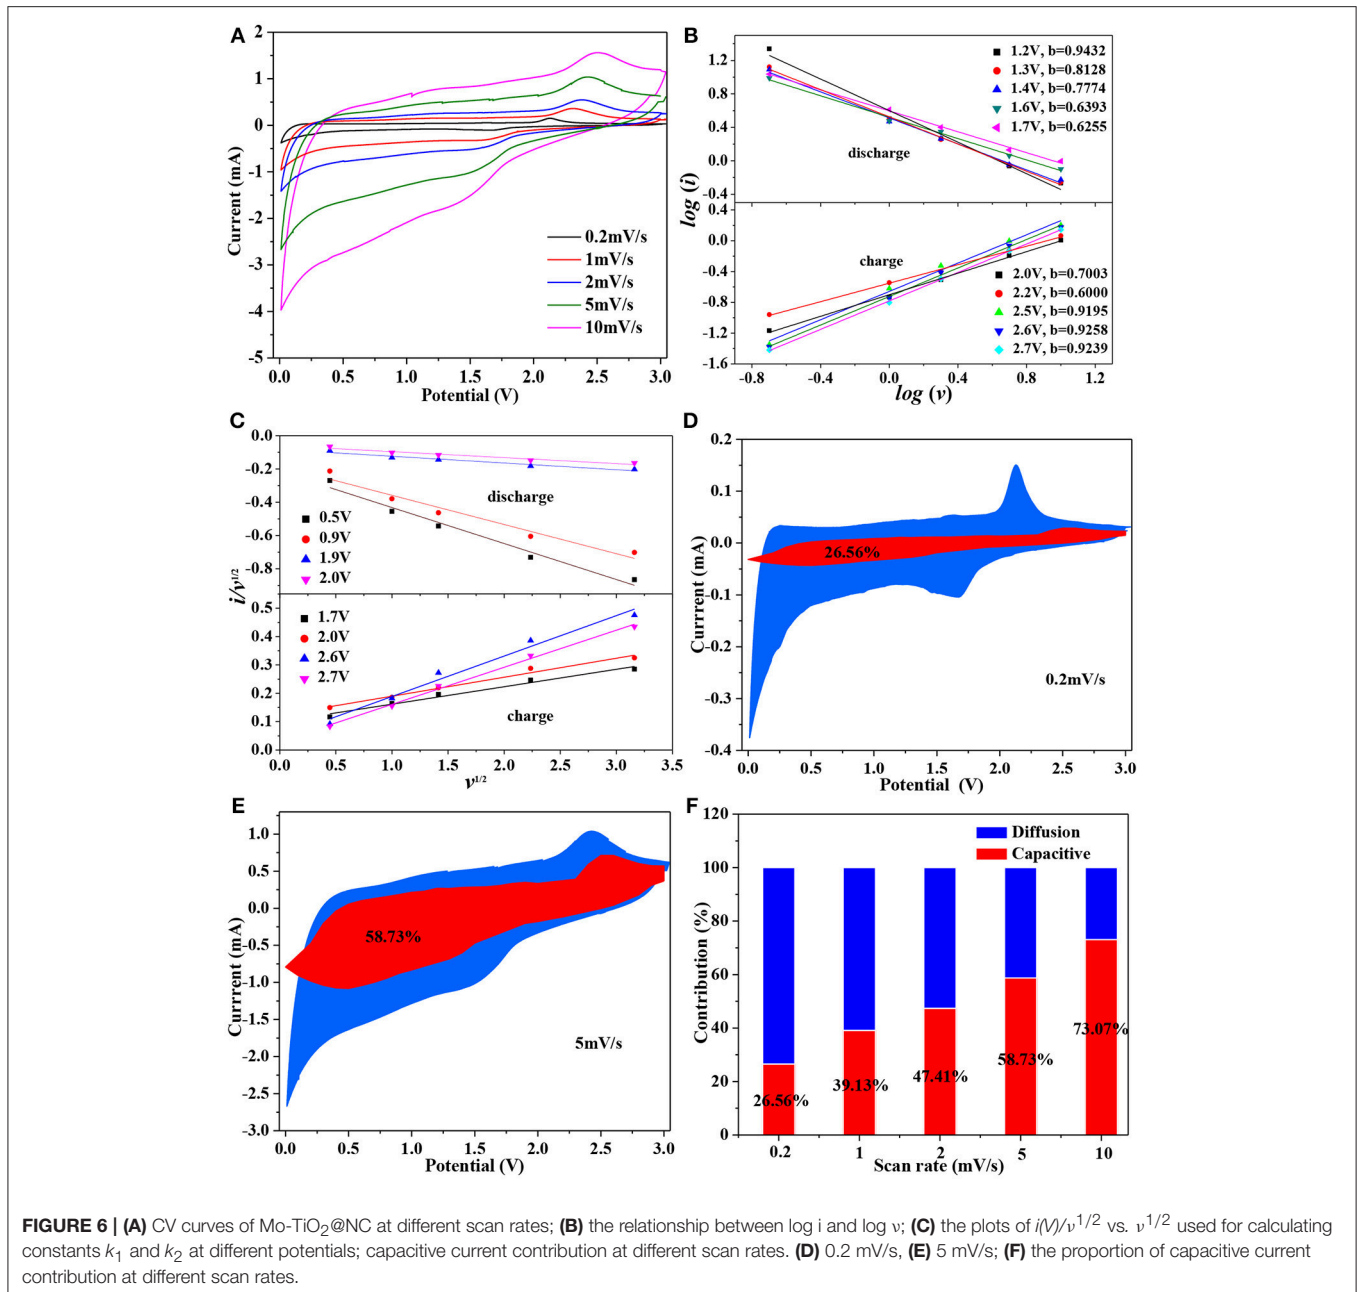 A
2
1
0
-1
-2
-3
-4
-5
Current (mA)
0.2mV/s
1mV/s
2mV/s
5mV/s
10mV/s
0.0 0.5 1.0 1.5 2.0 2.5 3.0
Potential (V)
B
1.2
0.8
0.4
0.0
-0.4
discharge
1.2V, b=0.9432
1.3V, b=0.8128
1.4V, b=0.7774
1.6V, b=0.6393
1.7V, b=0.6255
log (i)
0.4
0.0
-0.4
-0.8
-1.2
-1.6
charge
2.0V, b=0.7003
2.2V, b=0.6000
2.5V, b=0.9195
2.6V, b=0.9258
2.7V, b=0.9239
-0.8 -0.4 0.0 0.4 0.8 1.2
log (v)
C
0.0
-0.2
-0.4
-0.6
-0.8
discharge
0.5V
0.9V
1.9V
2.0V
i/v1/2
0.5
0.4
0.3
0.2
0.1
0.0
1.7V
2.0V
2.6V
2.7V
charge
0.0 0.5 1.0 1.5 2.0 2.5 3.0 3.5
v1/2
D
0.2
0.1
0.0
-0.1
-0.2
-0.3
-0.4
Currrent (mA)
26.56%
0.2mV/s
0.0 0.5 1.0 1.5 2.0 2.5 3.0
Potential (V)
E
1.0
0.5
0.0
-0.5
-1.0
-1.5
-2.0
-2.5
-3.0
Currrent (mA)
58.73%
5mV/s
0.0 0.5 1.0 1.5 2.0 2.5 3.0
Potential (V)
F
120
100
80
60
40
20
0
Contribution (%)
Diffusion
Capacitive
26.56%
39.13%
47.41%
58.73%
73.07%
0.2 1 2 5 10
Scan rate (mV/s)
FIGURE 6 | (A) CV curves of Mo-TiO2@NC at different scan rates; (B) the relationship between log i and log ν; (C) the plots of i(V)/ν1/2 vs. ν1/2 used for calculating
constants k1 and k2 at different potentials; capacitive current contribution at different scan rates. (D) 0.2 mV/s, (E) 5 mV/s; (F) the proportion of capacitive current
contribution at different scan rates.